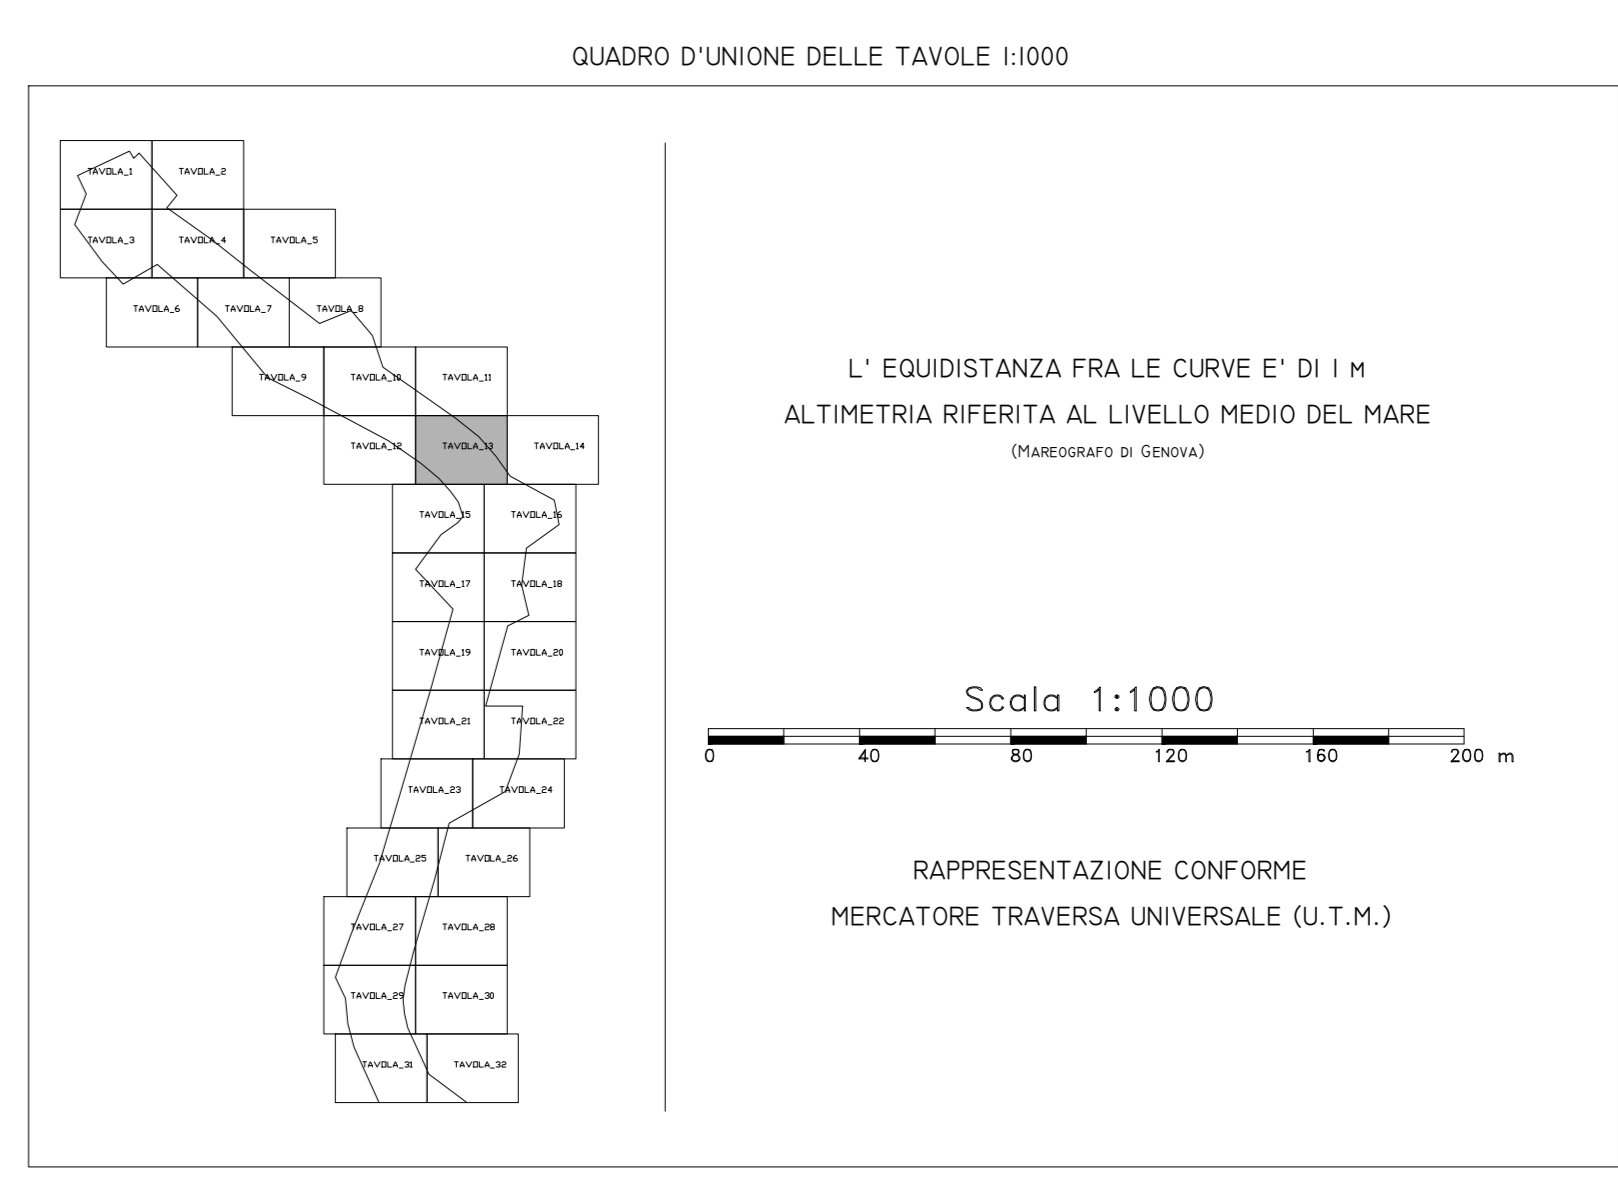 QUADRO D'UNIONE DELLE TAVOLE 1:1000
TAVOLA_1 TAVOLA_2
TAVOLA_3 TAVOLA_4 TAVOLA_5
TAVOLA_6 TAVOLA_7 TAVOLA_8
TAVOLA_9 TAVOLA_10 TAVOLA_11
TAVOLA_12 TAVOLA_13 TAVOLA_14
TAVOLA_15 TAVOLA_16
TAVOLA_17 TAVOLA_18
TAVOLA_19 TAVOLA_20
TAVOLA_21 TAVOLA_22
TAVOLA_23 TAVOLA_24
TAVOLA_25 TAVOLA_26
TAVOLA_27 TAVOLA_28
TAVOLA_29 TAVOLA_30
TAVOLA_31 TAVOLA_32
L' EQUIDISTANZA FRA LE CURVE E' DI 1 M
ALTIMETRIA RIFERITA AL LIVELLO MEDIO DEL MARE
(MAREOGRAFO DI GENOVA)
Scala 1:1000
0 40 80 120 160 200 m
RAPPRESENTAZIONE CONFORME
MERCATORE TRAVERSA UNIVERSALE (U.T.M.)